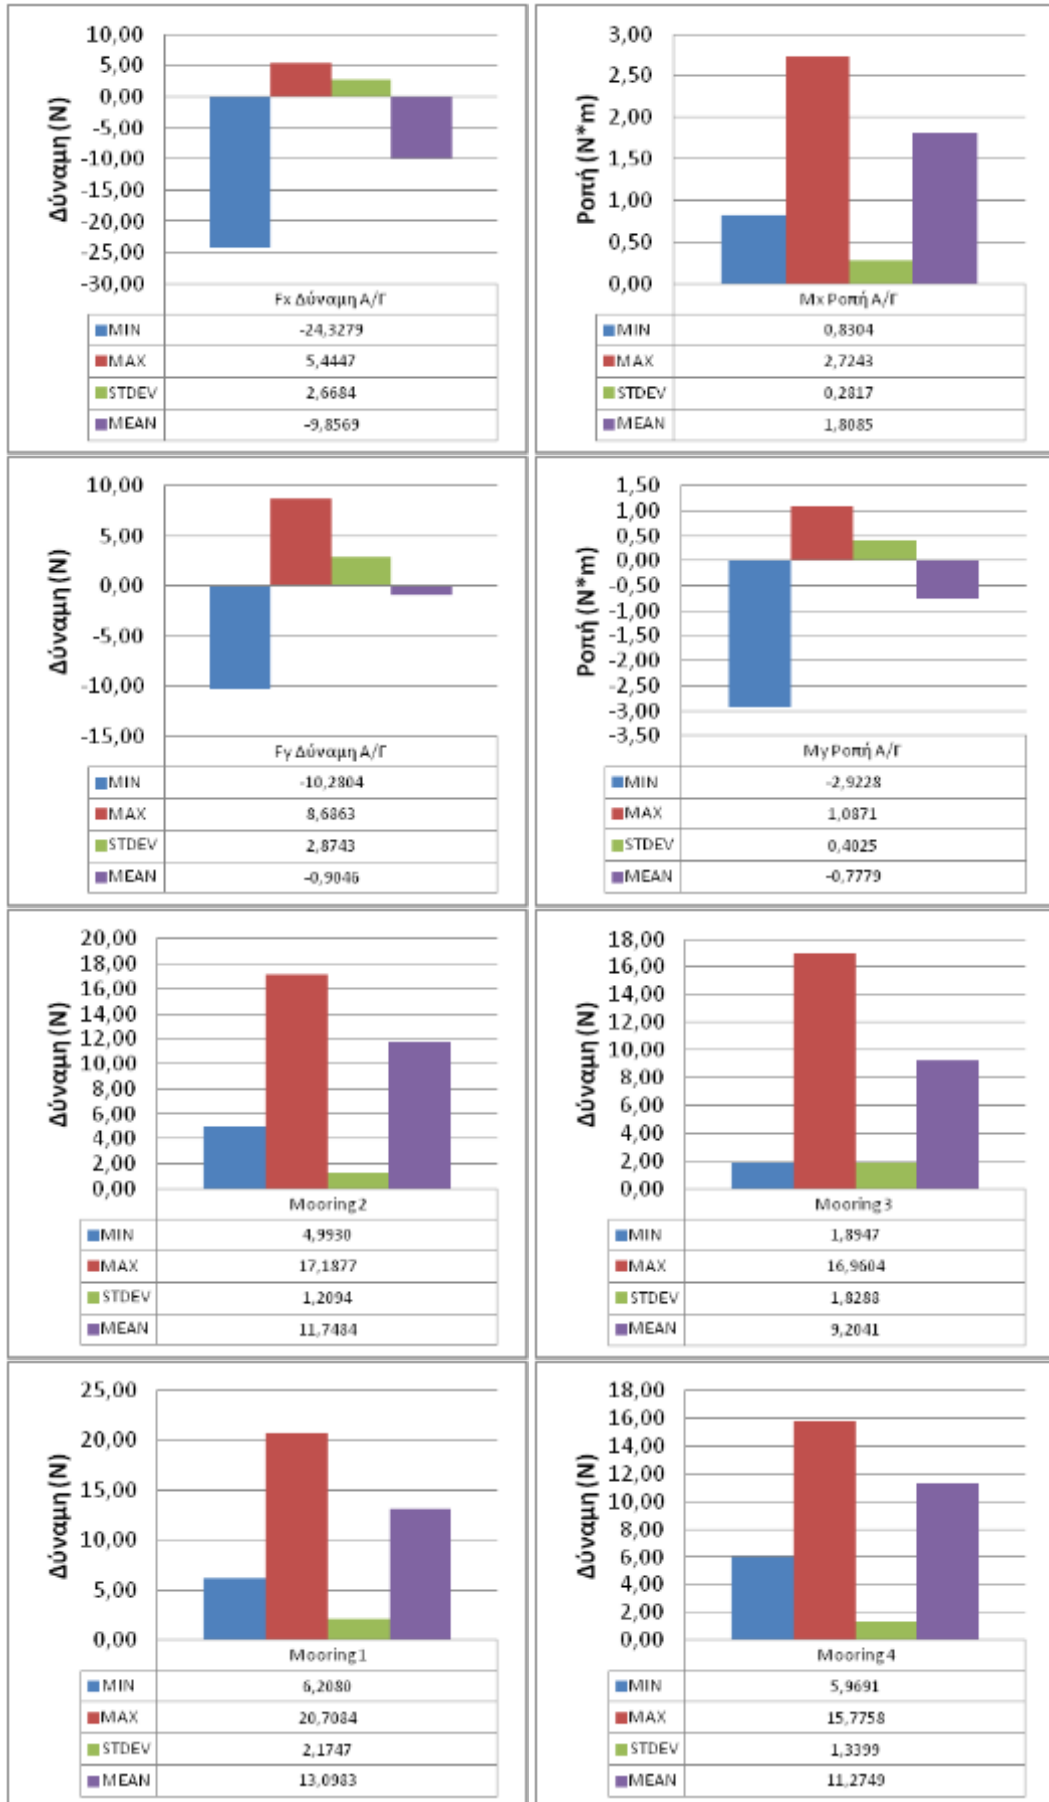 10,00
5,00
0,00
-5,00
-10,00
-15,00
-20,00
-25,00
-30,00
Δύναμη (N)
Fx Δύναμη Α/Γ
MIN -24,3279
MAX 5,4447
STDEV 2,6684
MEAN -9,8569
3,00
2,50
2,00
1,50
1,00
0,50
0,00
Ροπή (N*m)
Mx Ροπή Α/Γ
MIN 0,8304
MAX 2,7243
STDEV 0,2817
MEAN 1,8085
10,00
5,00
0,00
-5,00
-10,00
-15,00
Δύναμη (N)
Fy Δύναμη Α/Γ
MIN -10,2804
MAX 8,6863
STDEV 2,8743
MEAN -0,9046
1,50
1,00
0,50
0,00
-0,50
-1,00
-1,50
-2,00
-2,50
-3,00
-3,50
Ροπή (N*m)
My Ροπή Α/Γ
MIN -2,9228
MAX 1,0871
STDEV 0,4025
MEAN -0,7779
20,00
18,00
16,00
14,00
12,00
10,00
8,00
6,00
4,00
2,00
0,00
Δύναμη (N)
Mooring2
MIN 4,9930
MAX 17,1877
STDEV 1,2094
MEAN 11,7484
18,00
16,00
14,00
12,00
10,00
8,00
6,00
4,00
2,00
0,00
Δύναμη (N)
Mooring3
MIN 1,8947
MAX 16,9604
STDEV 1,8288
MEAN 9,2041
25,00
20,00
15,00
10,00
5,00
0,00
Δύναμη (N)
Mooring1
MIN 6,2080
MAX 20,7084
STDEV 2,1747
MEAN 13,0983
18,00
16,00
14,00
12,00
10,00
8,00
6,00
4,00
2,00
0,00
Δύναμη (N)
Mooring4
MIN 5,9691
MAX 15,7758
STDEV 1,3399
MEAN 11,2749